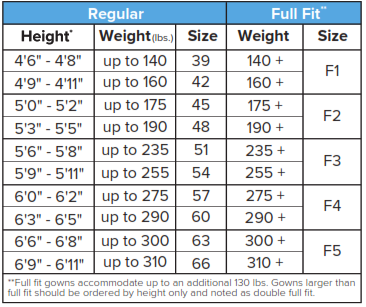 Regular Full Fit**
Height* Weight(lbs.) Size Weight Size
4'6" - 4'8" up to 140 39 140 + F1
4'9" - 4'11" up to 160 42 160 +
5'0" - 5'2" up to 175 45 175 + F2
5'3" - 5'5" up to 190 48 190 +
5'6" - 5'8" up to 235 51 235 + F3
5'9" - 5'11" up to 255 54 255 +
6'0" - 6'2" up to 275 57 275 + F4
6'3" - 6'5" up to 290 60 290 +
6'6" - 6'8" up to 300 63 300 + F5
6'9" - 6'11" up to 310 66 310 +
**Full fit gowns accommodate up to an additional 130 lbs. Gowns larger than
full fit should be ordered by height only and noted as double full fit.